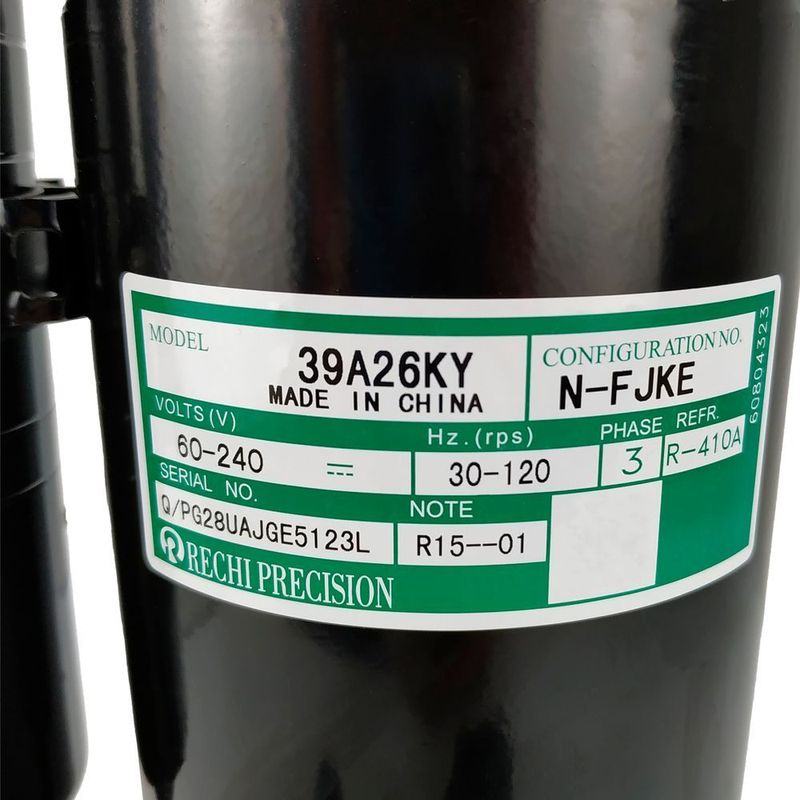 MODEL
39A26KY
MADE IN CHINA
CONFIGURATION NO.
N-FJKE
60804323
VOLTS(V)
60-240 ⎓
Hz.(rps)
30-120
PHASE
3
REFR.
R-410A
SERIAL NO.
Q/PG28UAJGE5123L
NOTE
R15--01
RECHI PRECISION